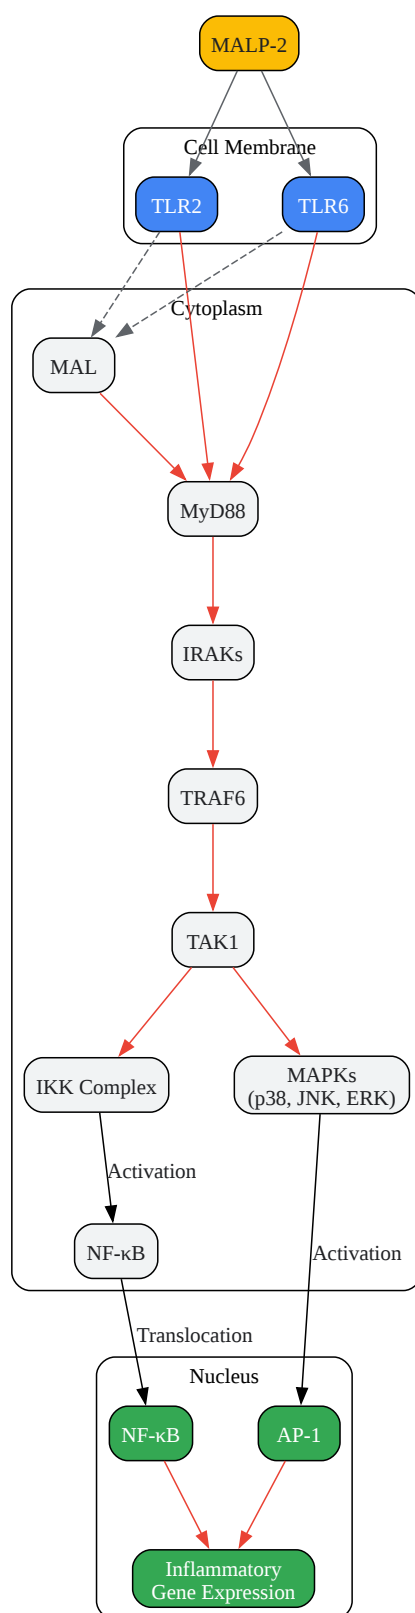 MALP-2
Cell Membrane
TLR2
TLR6
Cytoplasm
MAL
MyD88
IRAKs
TRAF6
TAK1
IKK Complex
MAPKs
(p38, JNK, ERK)
Activation
NF-κB
Activation
Translocation
Nucleus
NF-κB
AP-1
Inflammatory
Gene Expression